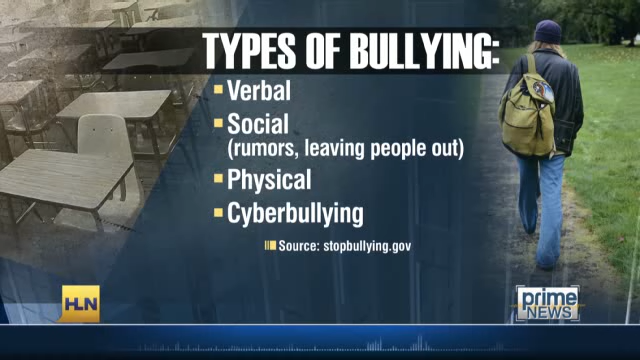 TYPES OF BULLYING:
Verbal
Social
(rumors, leaving people out)
Physical
Cyberbullying
Source: stopbullying.gov
HLN
prime
NEWS